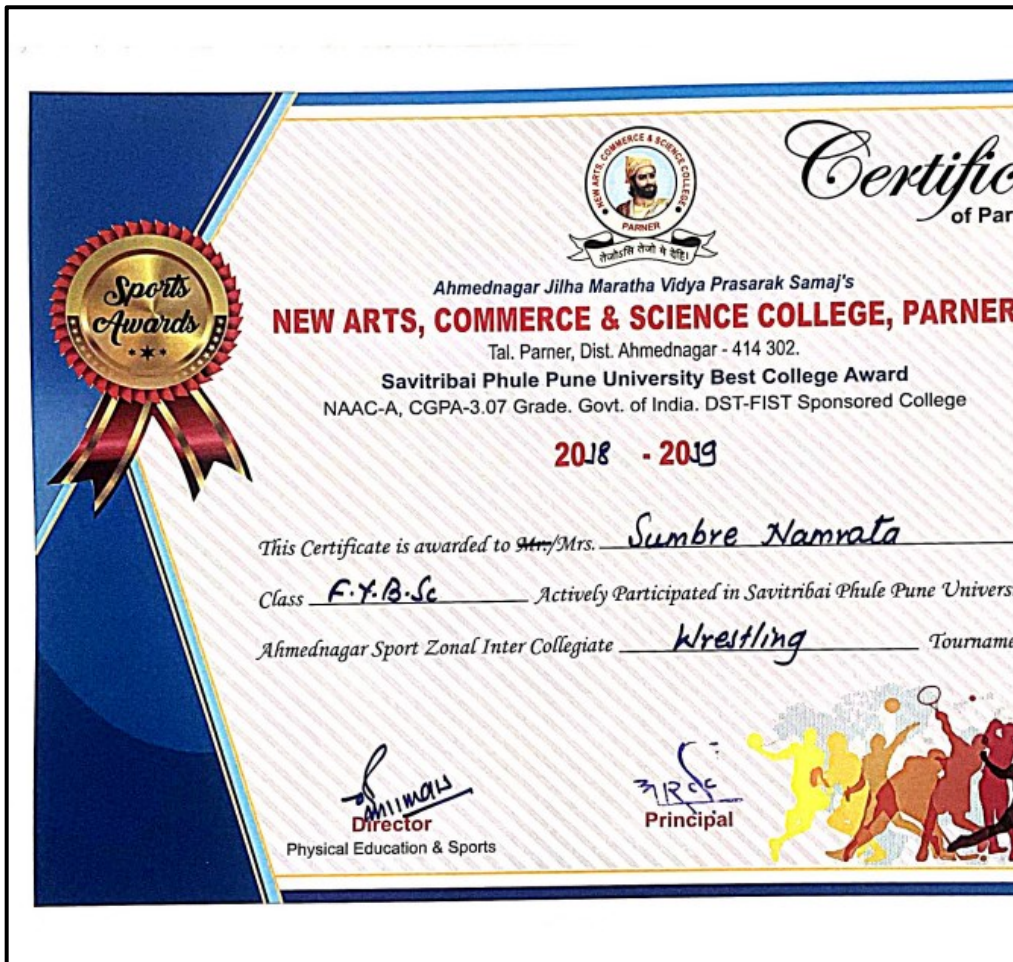 Certific
of Par
NEW ARTS, COMMERCE & SCIENCE COLLEGE
PARNER
तेजोऽसि तेजो मे देहि।
Sports
Awards
Ahmednagar Jilha Maratha Vidya Prasarak Samaj's
NEW ARTS, COMMERCE & SCIENCE COLLEGE, PARNER
Tal. Parner, Dist. Ahmednagar - 414 302.
Savitribai Phule Pune University Best College Award
NAAC-A, CGPA-3.07 Grade. Govt. of India. DST-FIST Sponsored College
2018 - 2019
This Certificate is awarded to Mr./Mrs. Sumbre Namrata
Class F.Y.B.Sc Actively Participated in Savitribai Phule Pune Univers
Ahmednagar Sport Zonal Inter Collegiate Wrestling Tourname
Director
Physical Education & Sports
Principal